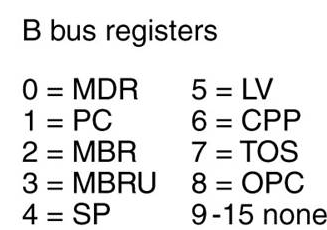 B bus registers
0 = MDR 5 = LV
1 = PC 6 = CPP
2 = MBR 7 = TOS
3 = MBRU 8 = OPC
4 = SP 9-15 none